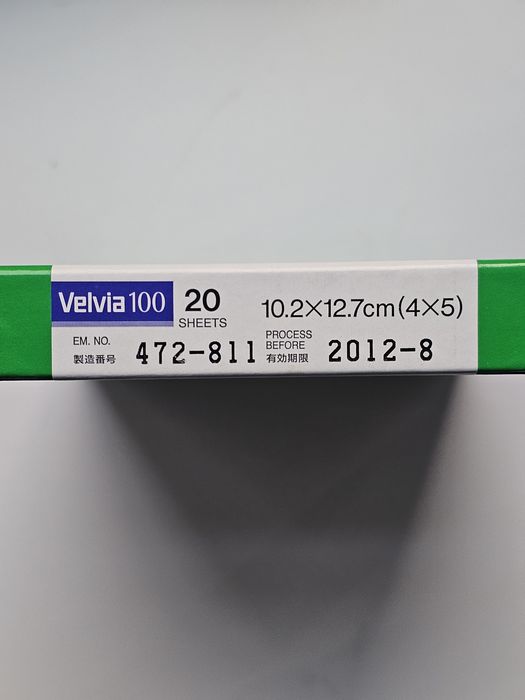 Velvia 100 20 SHEETS 10.2×12.7cm(4×5)
EM. NO. 製造番号 472-811 PROCESS BEFORE 有効期限 2012-8